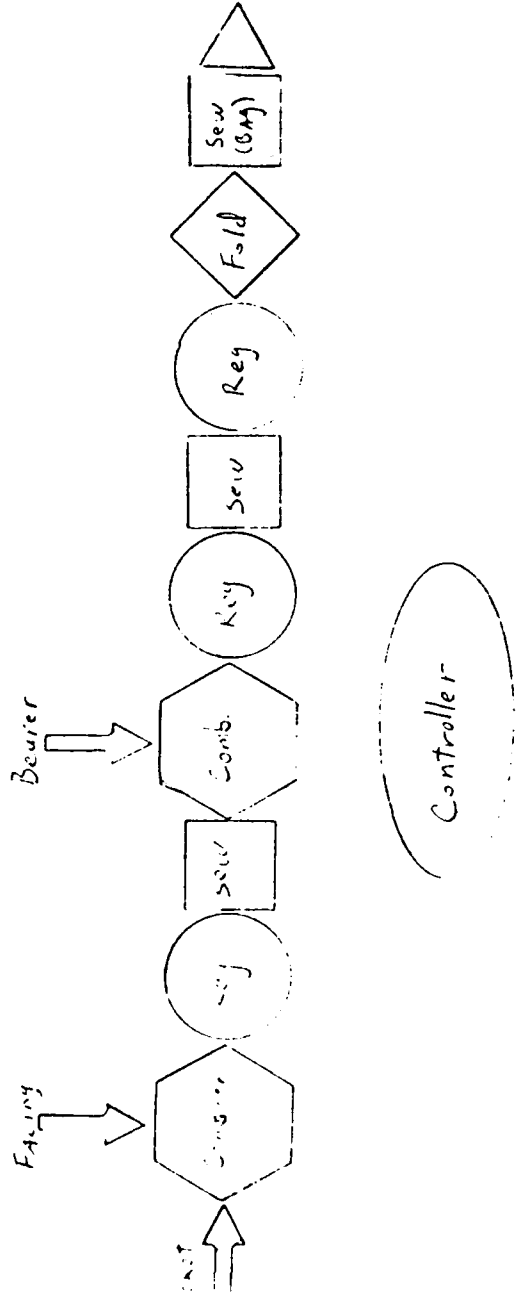 Facing
Bearer
Sew
Comb.
Reg
Sew
Reg
Fold
Sew
(BAg)
Controller